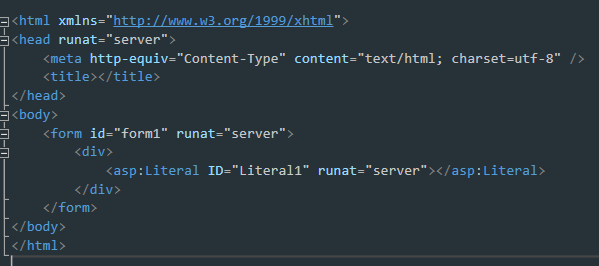 <html xmlns="http://www.w3.org/1999/xhtml">
<head runat="server">
    <meta http-equiv="Content-Type" content="text/html; charset=utf-8" />
    <title></title>
</head>
<body>
    <form id="form1" runat="server">
        <div>
            <asp:Literal ID="Literal1" runat="server"></asp:Literal>
        </div>
    </form>
</body>
</html>